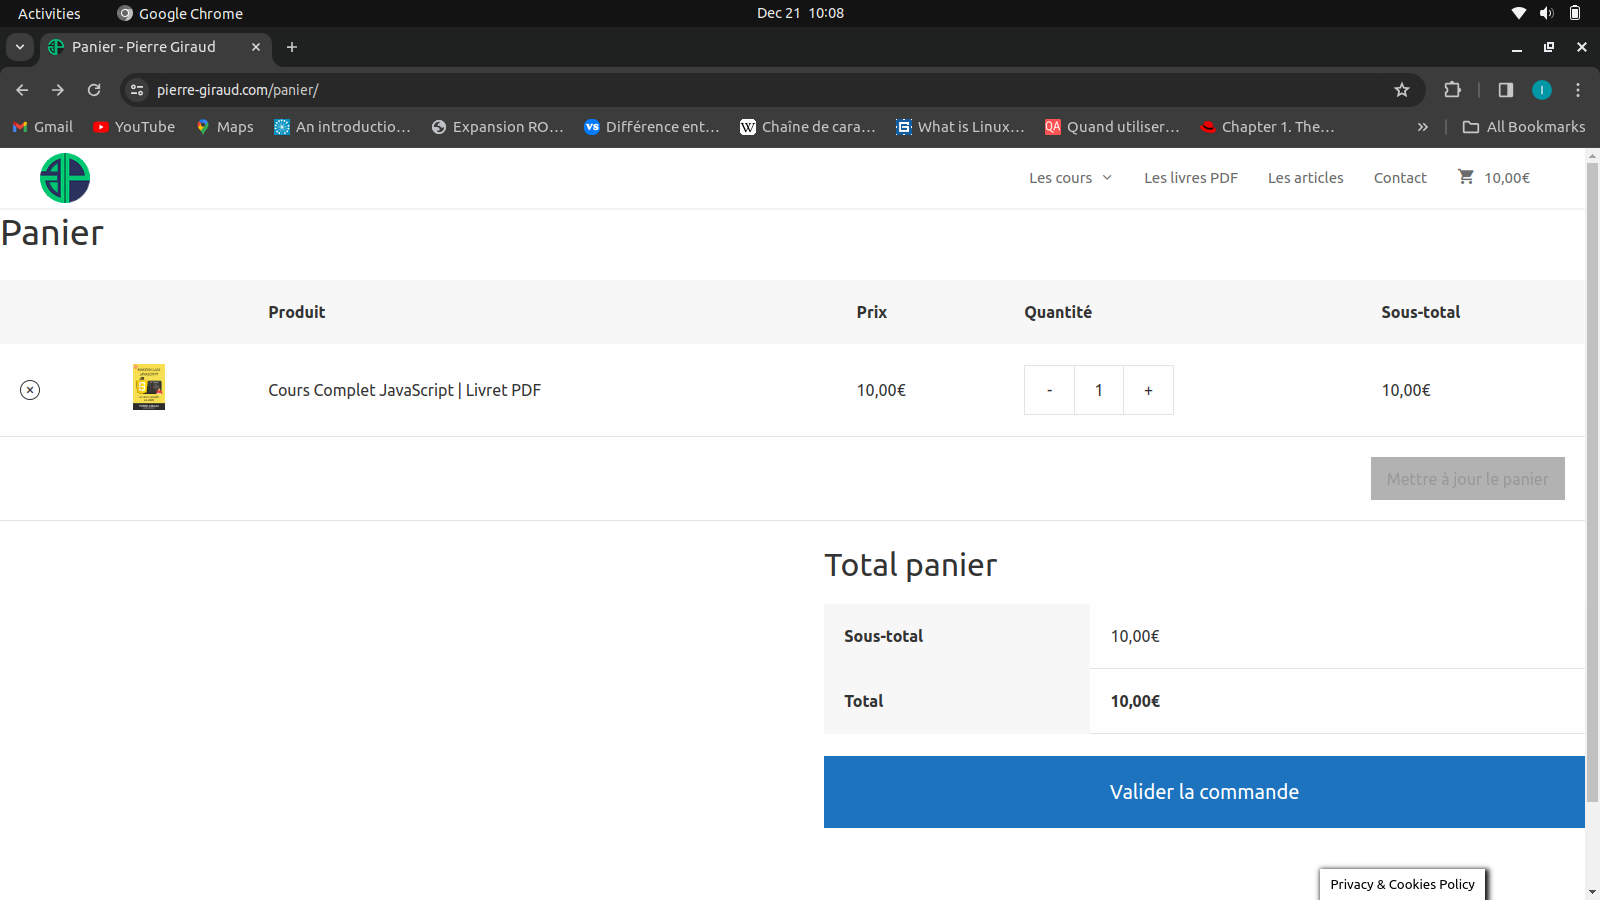 Activities Google Chrome Dec 21 10:08
Panier - Pierre Giraud
pierre-giraud.com/panier/
Gmail YouTube Maps An introductio... Expansion RO... Différence ent... Chaîne de cara... What is Linux... Quand utiliser... Chapter 1. The... All Bookmarks
Les cours Les livres PDF Les articles Contact 10,00€
Panier
Produit Prix Quantité Sous-total
Cours Complet JavaScript | Livret PDF 10,00€ - 1 + 10,00€
Mettre à jour le panier
Total panier
Sous-total 10,00€
Total 10,00€
Valider la commande
Privacy & Cookies Policy